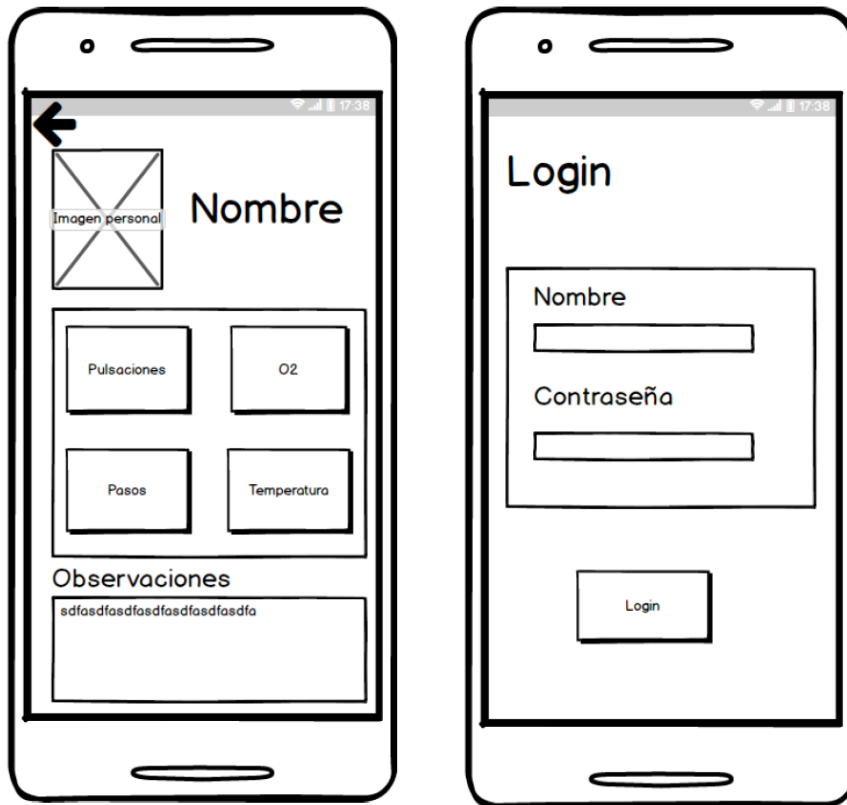 17:38
Imagen personal
Nombre
Pulsaciones
O2
Pasos
Temperatura
Observaciones
sdfasdfasdfasdfasdfasdfasdfa
17:38
Login
Nombre
Contraseña
Login